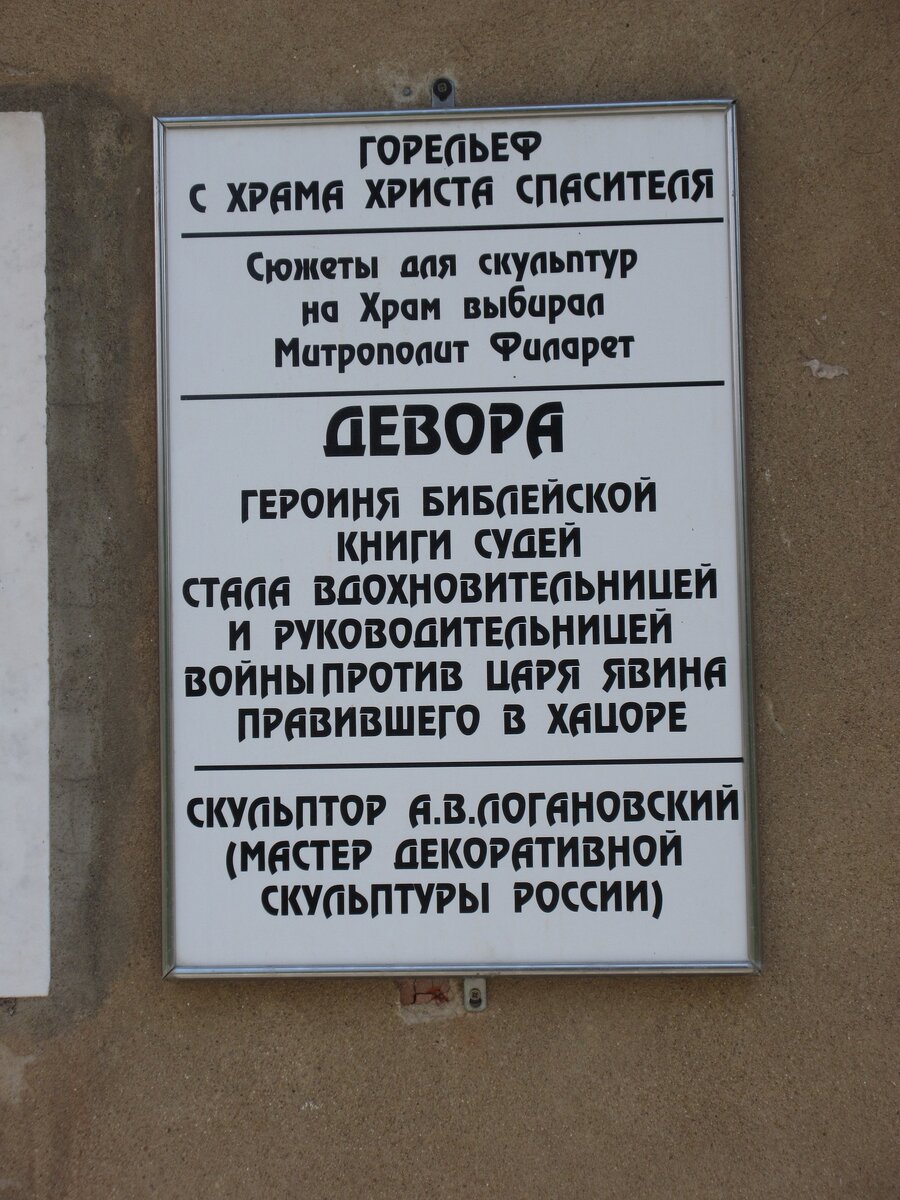 ГОРЕЛЬЕФ
С ХРАМА ХРИСТА СПАСИТЕЛЯ
Сюжеты для скульптур
на Храм выбирал
Митрополит Филарет
ДЕВОРА
ГЕРОИНЯ БИБЛЕЙСКОЙ
КНИГИ СУДЕЙ
СТАЛА ВДОХНОВИТЕЛЬНИЦЕЙ
И РУКОВОДИТЕЛЬНИЦЕЙ
ВОЙНЫ ПРОТИВ ЦАРЯ ЯВИНА
ПРАВИВШЕГО В ХАЦОРЕ
СКУЛЬПТОР А.В.ЛОГАНОВСКИЙ
(МАСТЕР ДЕКОРАТИВНОЙ
СКУЛЬПТУРЫ РОССИИ)